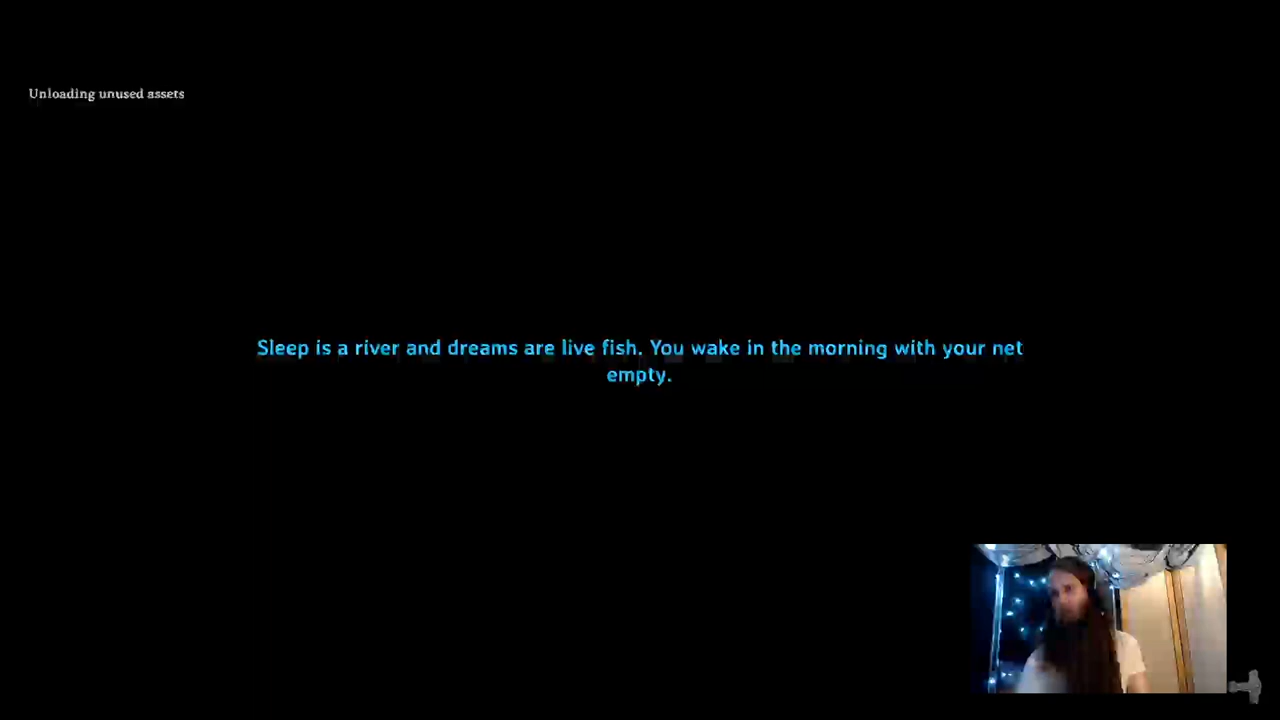 Unloading unused assets
Sleep is a river and dreams are live fish. You wake in the morning with your net
empty.